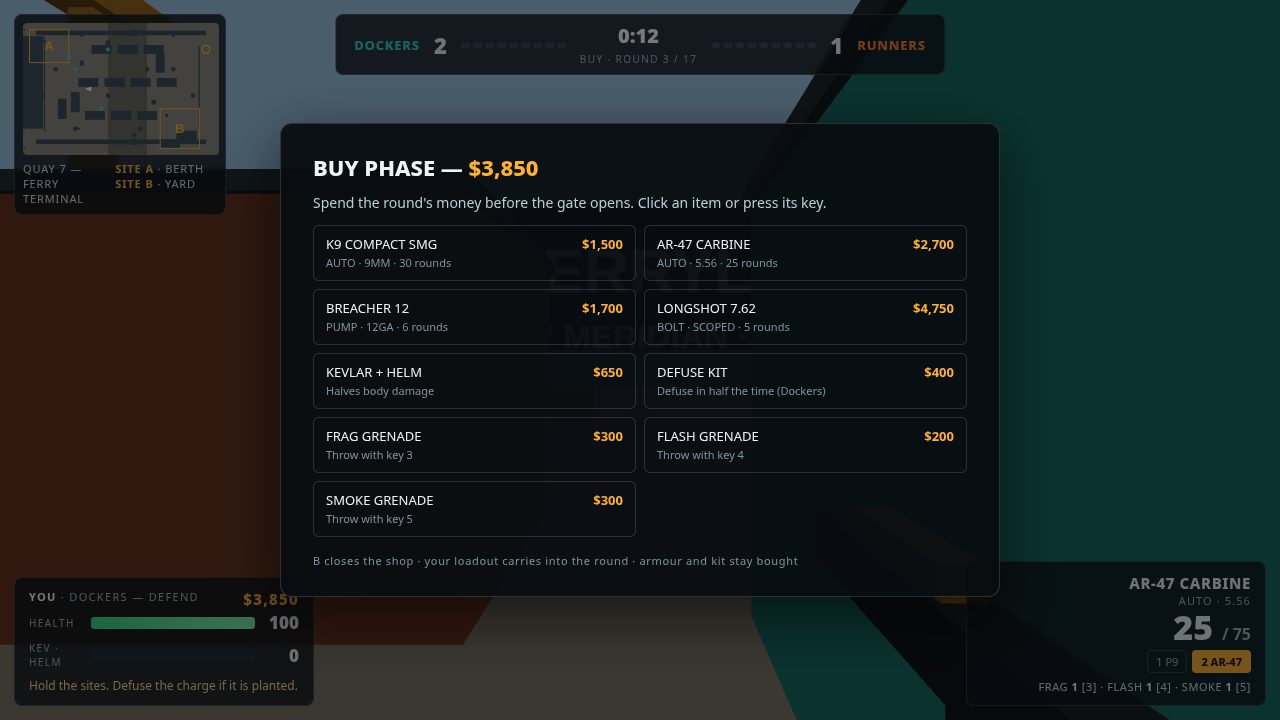 A
B
QUAY 7 —
FERRY
TERMINAL
SITE A · BERTH
SITE B · YARD
DOCKERS 2
0:12
BUY · ROUND 3 / 17
1 RUNNERS
BUY PHASE — $3,850
Spend the round's money before the gate opens. Click an item or press its key.
K9 COMPACT SMG $1,500
AUTO · 9MM · 30 rounds
AR-47 CARBINE $2,700
AUTO · 5.56 · 25 rounds
BREACHER 12 $1,700
PUMP · 12GA · 6 rounds
LONGSHOT 7.62 $4,750
BOLT · SCOPED · 5 rounds
KEVLAR + HELM $650
Halves body damage
DEFUSE KIT $400
Defuse in half the time (Dockers)
FRAG GRENADE $300
Throw with key 3
FLASH GRENADE $200
Throw with key 4
SMOKE GRENADE $300
Throw with key 5
B closes the shop · your loadout carries into the round · armour and kit stay bought
MERIDIAN
YOU · DOCKERS — DEFEND $3,850
HEALTH 100
KEV ·
HELM 0
Hold the sites. Defuse the charge if it is planted.
AR-47 CARBINE
AUTO · 5.56
25 / 75
1 P9 2 AR-47
FRAG 1 [3] · FLASH 1 [4] · SMOKE 1 [5]